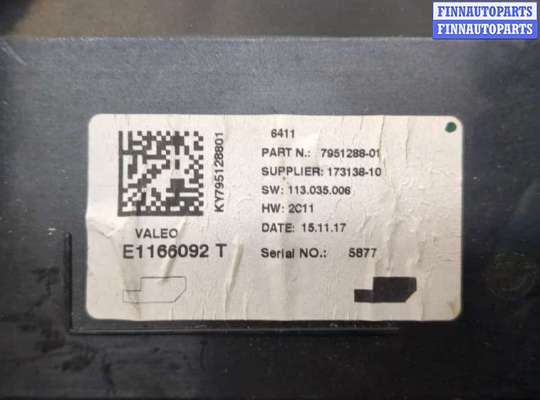 FINNAUTOPARTS
FINNAUTOPARTS
KY795128801
VALEO
E1166092 T
6411
PART N.: 7951288-01
SUPPLIER: 173138-10
SW: 113.035.006
HW: 2C11
DATE: 15.11.17
Serial NO.: 5877